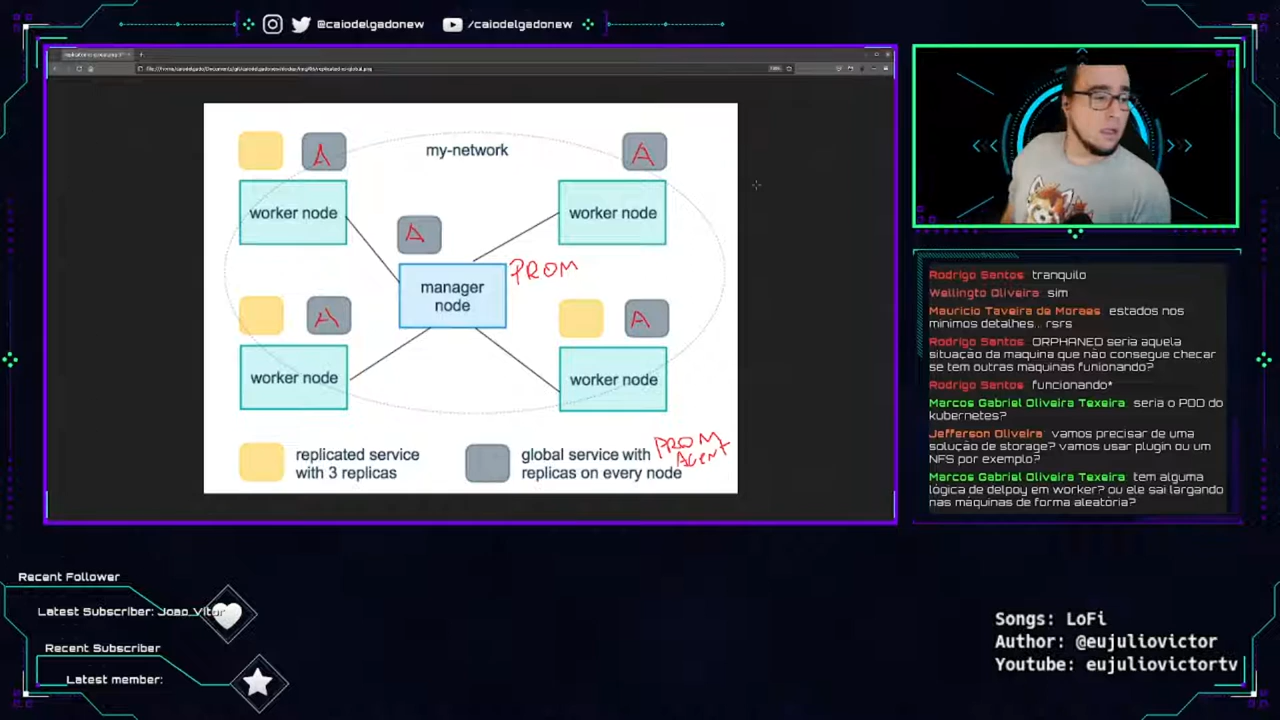 @caiodelgadonew /caiodelgadonew
my-network
A
A
worker node
worker node
A
PROM
manager
node
A
A
worker node
worker node
replicated service
with 3 replicas
global service with
replicas on every node
PROM
AGENT
Rodrigo Santos tranquilo
Wellingto Oliveira sim
Mauricio Taveira de Moraes estados nos
minimos detalhes... rsrs
Rodrigo Santos ORPHANED seria aquela
situação da maquina que não consegue checar
se tem outras maquinas funionando?
Rodrigo Santos funcionando*
Marcos Gabriel Oliveira Texeira seria o POD do
kubernetes?
Jefferson Oliveira vamos precisar de uma
solução de storage? vamos usar plugin ou um
NFS por exemplo?
Marcos Gabriel Oliveira Texeira tem alguma
lógica de delpoy em worker? ou ele sai largando
nas máquinas de forma aleatória?
Recent Follower
Latest Subscriber: Joao Vitor
Recent Subscriber
Latest member:
Songs: LoFi
Author: @eujuliovictor
Youtube: eujuliovictortv